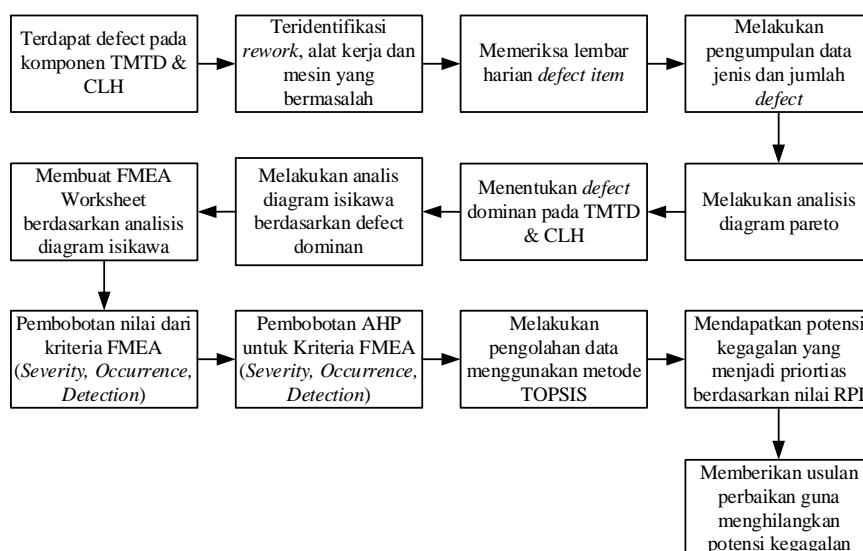 Terdapat defect pada
komponen TMTD &
CLH
Teridentifikasi
rework, alat kerja dan
mesin yang
bermasalah
Memeriksa lembar
harian defect item
Melakukan
pengumpulan data
jenis dan jumlah
defect
Melakukan analisis
diagram pareto
Menentukan defect
dominan pada TMTD
& CLH
Melakukan analis
diagram isikawa
berdasarkan defect
dominan
Membuat FMEA
Worksheet
berdasarkan analisis
diagram isikawa
Pembobotan nilai dari
kriteria FMEA
(Severity, Occurrence,
Detection)
Pembobotan AHP
untuk Kriteria FMEA
(Severity, Occurrence,
Detection)
Melakukan
pengolahan data
menggunakan metode
TOPSIS
Mendapatkan potensi
kegagalan yang
menjadi priortias
berdasarkan nilai RPI
Memberikan usulan
perbaikan guna
menghilangkan
potensi kegagalan